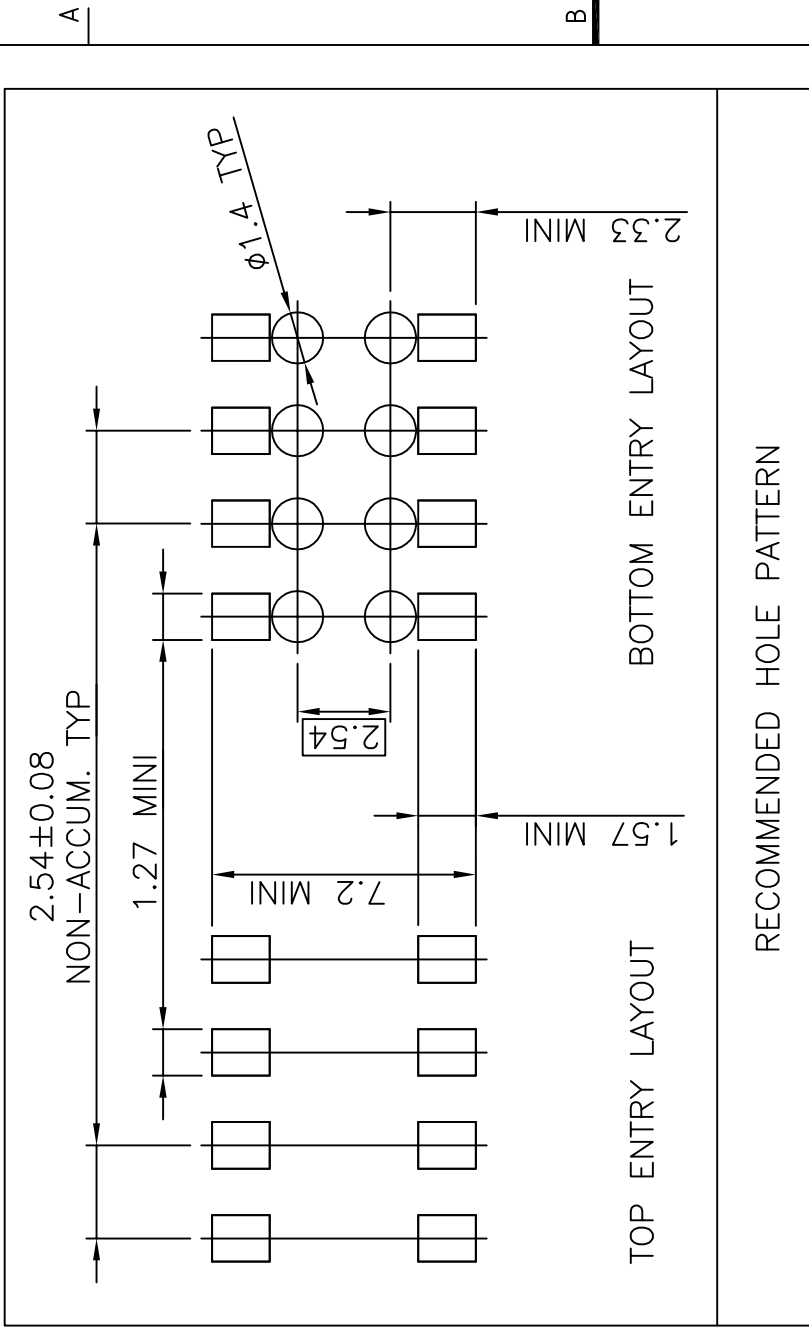 A
B
2.54±0.08
NON-ACCUM. TYP
1.27 MINI
ϕ1.4 TYP
2.54
7.2 MINI
1.57 MINI
2.33 MINI
TOP ENTRY LAYOUT
BOTTOM ENTRY LAYOUT
RECOMMENDED HOLE PATTERN